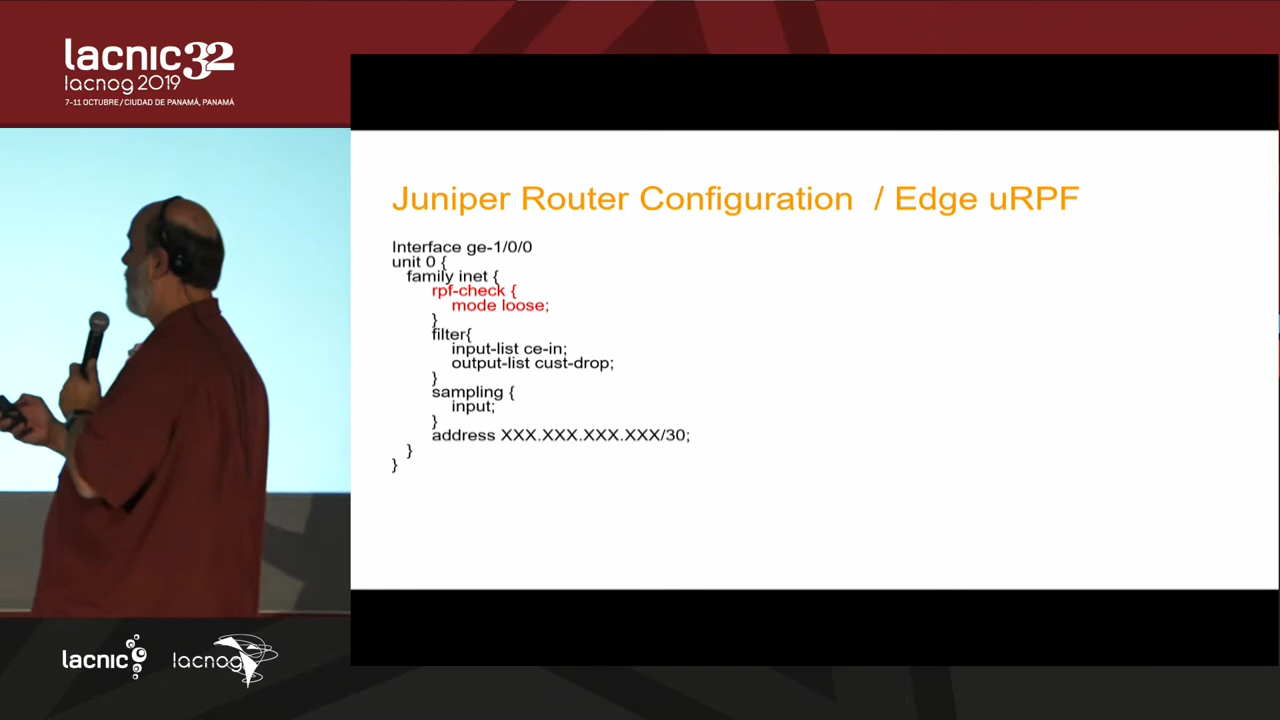 lacnic 32
lacnog 2019
7-11 OCTUBRE / CIUDAD DE PANAMÁ, PANAMÁ
Juniper Router Configuration / Edge uRPF
Interface ge-1/0/0
unit 0 {
family inet {
rpf-check {
mode loose;
}
filter{
input-list ce-in;
output-list cust-drop;
}
sampling {
input;
}
address XXX.XXX.XXX.XXX/30;
}
}
lacnic
lacnog